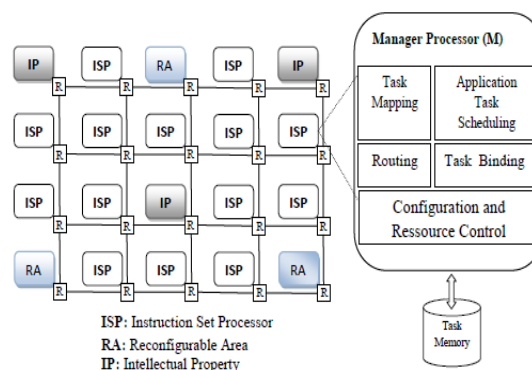 IP ISP RA ISP IP
R R R R R
ISP ISP ISP ISP ISP
R R R R R
ISP ISP IP ISP ISP
R R R R R
RA ISP ISP ISP RA
R R R R R
ISP: Instruction Set Processor
RA: Reconfigurable Area
IP: Intellectual Property
Manager Processor (M)
Task
Mapping
Application
Task
Scheduling
Routing
Task Binding
Configuration and
Ressource Control
Task
Memory